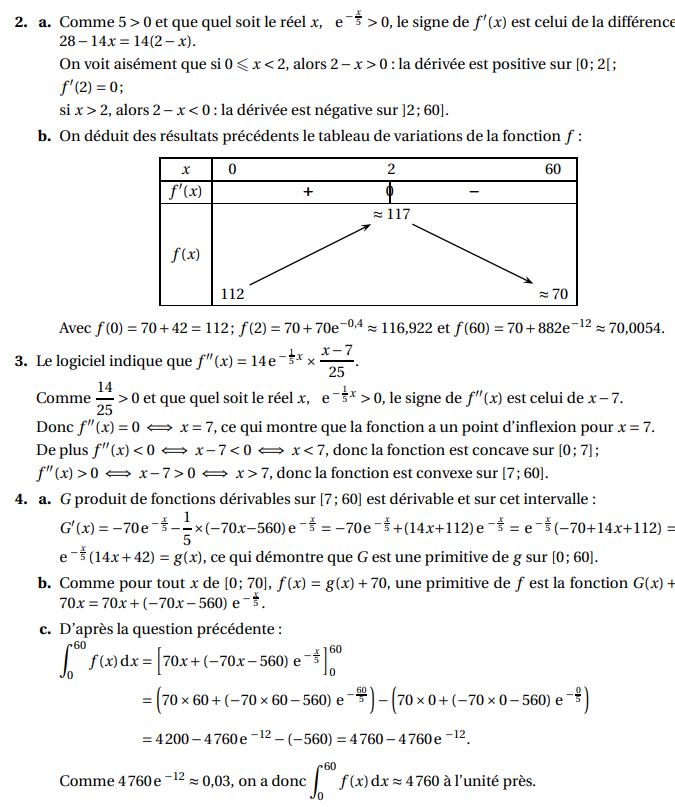 2. a. Comme 5 > 0 et que quel soit le réel x, e^{−x/5} > 0, le signe de f′(x) est celui de la différence
28 − 14x = 14(2 − x).
On voit aisément que si 0 ⩽ x < 2, alors 2 − x > 0 : la dérivée est positive sur [0 ; 2[ ;
f′(2) = 0 ;
si x > 2, alors 2 − x < 0 : la dérivée est négative sur ]2 ; 60].
b. On déduit des résultats précédents le tableau de variations de la fonction f :
x 0 2 60
f′(x) + 0 −
≈ 117
f(x)
112 ≈ 70
Avec f(0) = 70 + 42 = 112 ; f(2) = 70 + 70e^{−0,4} ≈ 116,922 et f(60) = 70 + 882e^{−12} ≈ 70,0054.
3. Le logiciel indique que f″(x) = 14e^{−1/5 x} × (x − 7)/25.
Comme 14/25 > 0 et que quel soit le réel x, e^{−1/5 x} > 0, le signe de f″(x) est celui de x − 7.
Donc f″(x) = 0 ⟺ x = 7, ce qui montre que la fonction a un point d'inflexion pour x = 7.
De plus f″(x) < 0 ⟺ x − 7 < 0 ⟺ x < 7, donc la fonction est concave sur [0 ; 7] ;
f″(x) > 0 ⟺ x − 7 > 0 ⟺ x > 7, donc la fonction est convexe sur [7 ; 60].
4. a. G produit de fonctions dérivables sur [7 ; 60] est dérivable et sur cet intervalle :
G′(x) = −70e^{−x/5} − 1/5 × (−70x − 560) e^{−x/5} = −70e^{−x/5} + (14x + 112) e^{−x/5} = e^{−x/5}(−70 + 14x + 112) =
e^{−x/5}(14x + 42) = g(x), ce qui démontre que G est une primitive de g sur [0 ; 60].
b. Comme pour tout x de [0 ; 70], f(x) = g(x) + 70, une primitive de f est la fonction G(x) +
70x = 70x + (−70x − 560) e^{−x/5}.
c. D'après la question précédente :
∫_0^{60} f(x) dx = [70x + (−70x − 560) e^{−x/5}]_0^{60}
= (70 × 60 + (−70 × 60 − 560) e^{−60/5}) − (70 × 0 + (−70 × 0 − 560) e^{−0/5})
= 4200 − 4760e^{−12} − (−560) = 4760 − 4760e^{−12}.
Comme 4760e^{−12} ≈ 0,03, on a donc ∫_0^{60} f(x) dx ≈ 4760 à l'unité près.